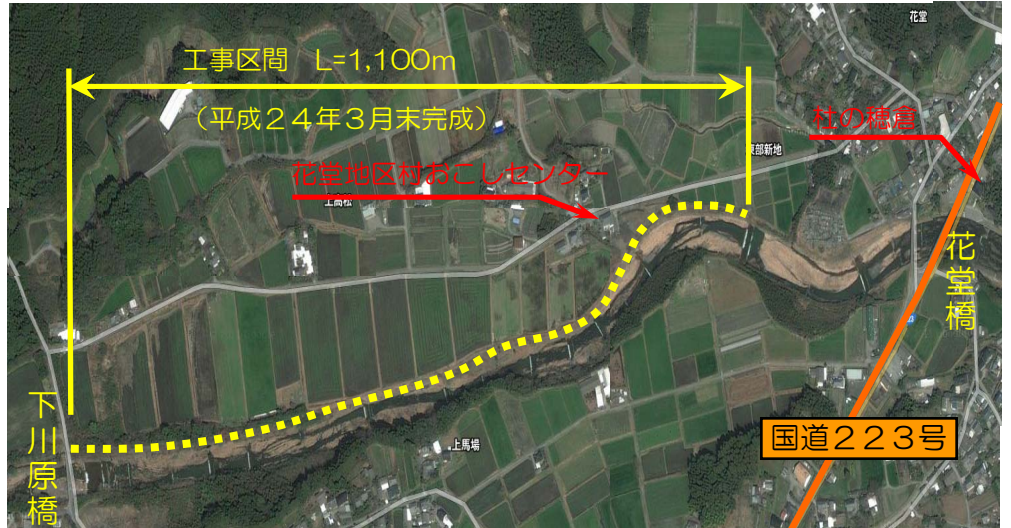 花堂
工事区間　L=1,100m
（平成２４年３月末完成）
杜の穂倉
東部新地
花堂地区村おこしセンター
上高松
花堂橋
下川原橋
国道２２３号
上馬場